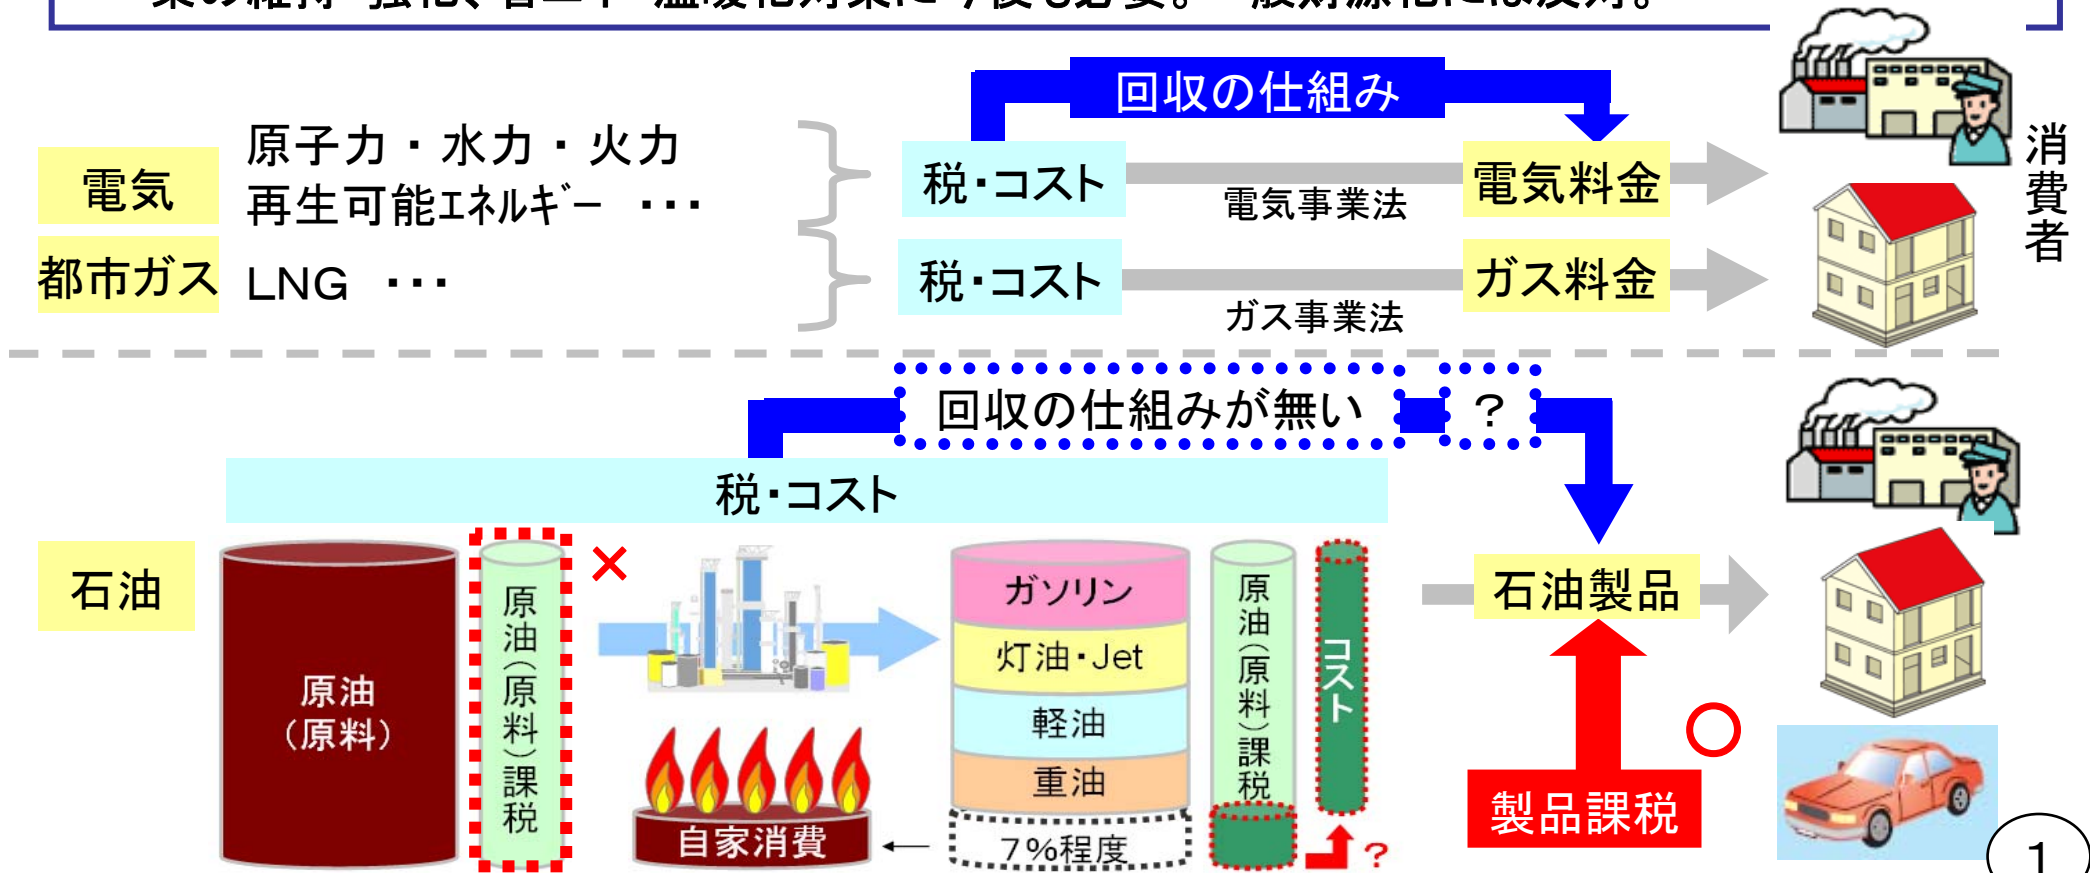 回収の仕組み
原子力・水力・火力
再生可能エネルギー ・・・
電気
税・コスト
電気事業法
電気料金
消費者
都市ガス
LNG ・・・
税・コスト
ガス事業法
ガス料金
回収の仕組みが無い
?
税・コスト
石油
原油
(原料)
原油(原料)課税
×
ガソリン
灯油・Jet
軽油
重油
7%程度
自家消費
原油(原料)課税
コスト
?
石油製品
製品課税
1